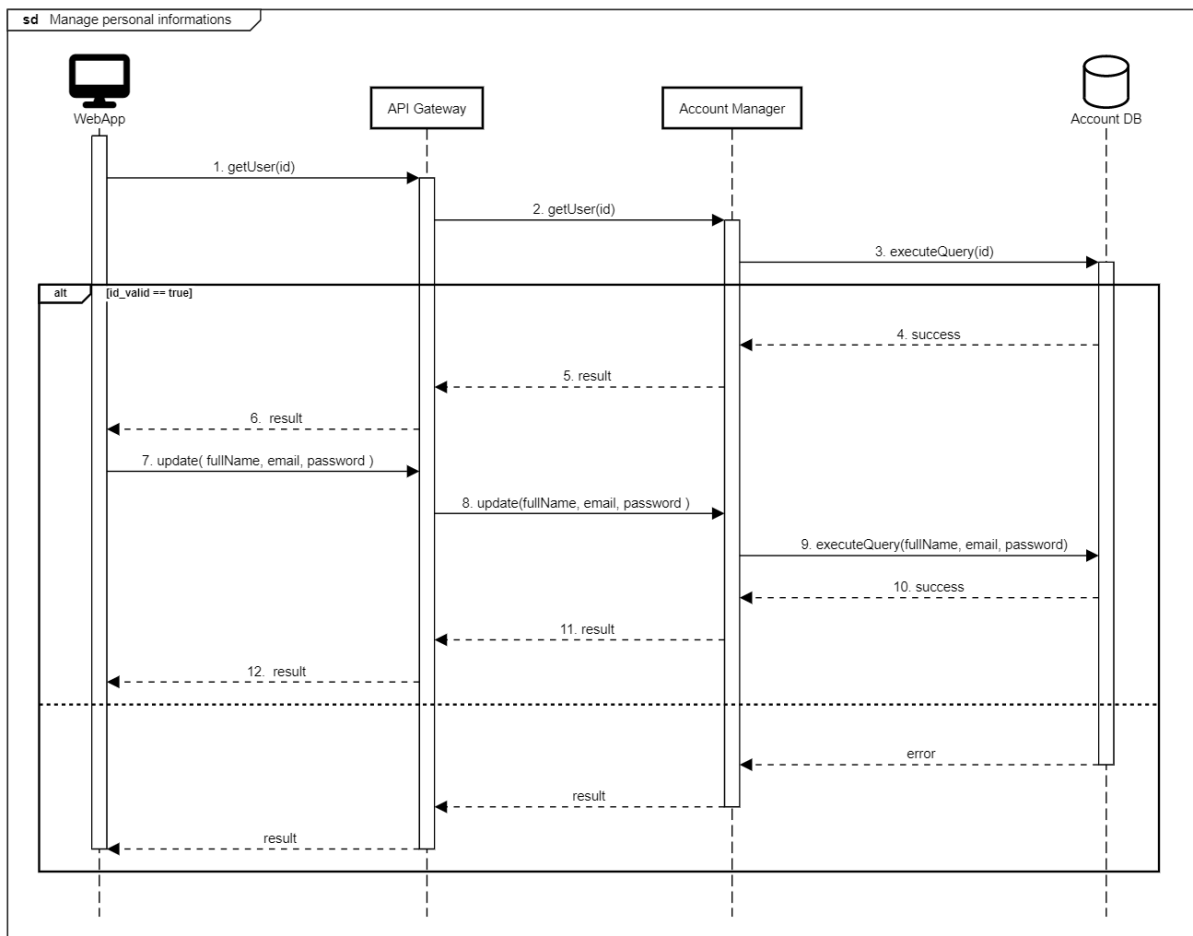 sd Manage personal informations
WebApp
API Gateway
Account Manager
Account DB
1. getUser(id)
2. getUser(id)
3. executeQuery(id)
alt [id_valid == true]
4. success
5. result
6. result
7. update( fullName, email, password )
8. update(fullName, email, password )
9. executeQuery(fullName, email, password)
10. success
11. result
12. result
error
result
result